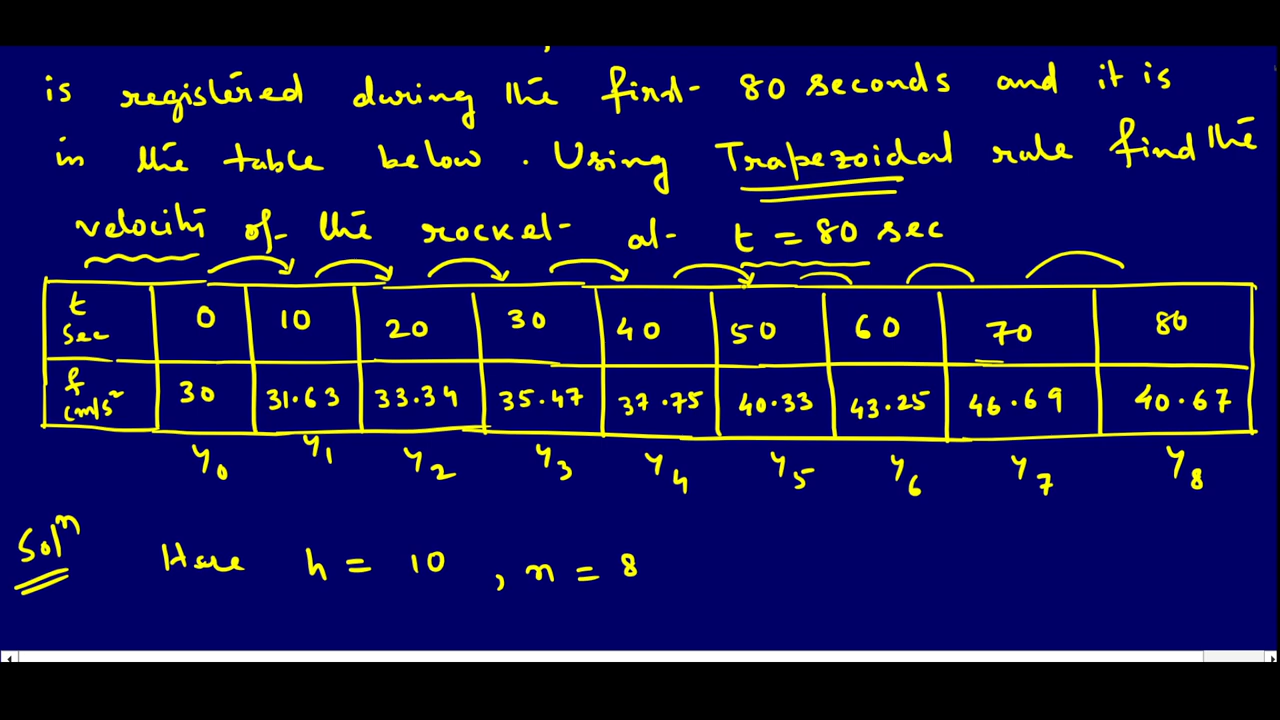 is registered during the first 80 seconds and it is
in the table below. Using Trapezoidal rule find the
velocity of the rocket at t = 80 sec
t sec 0 10 20 30 40 50 60 70 80
f cm/s² 30 31.63 33.34 35.47 37.75 40.33 43.25 46.69 40.67
y₀ y₁ y₂ y₃ y₄ y₅ y₆ y₇ y₈
Solⁿ Here h = 10 , n = 8